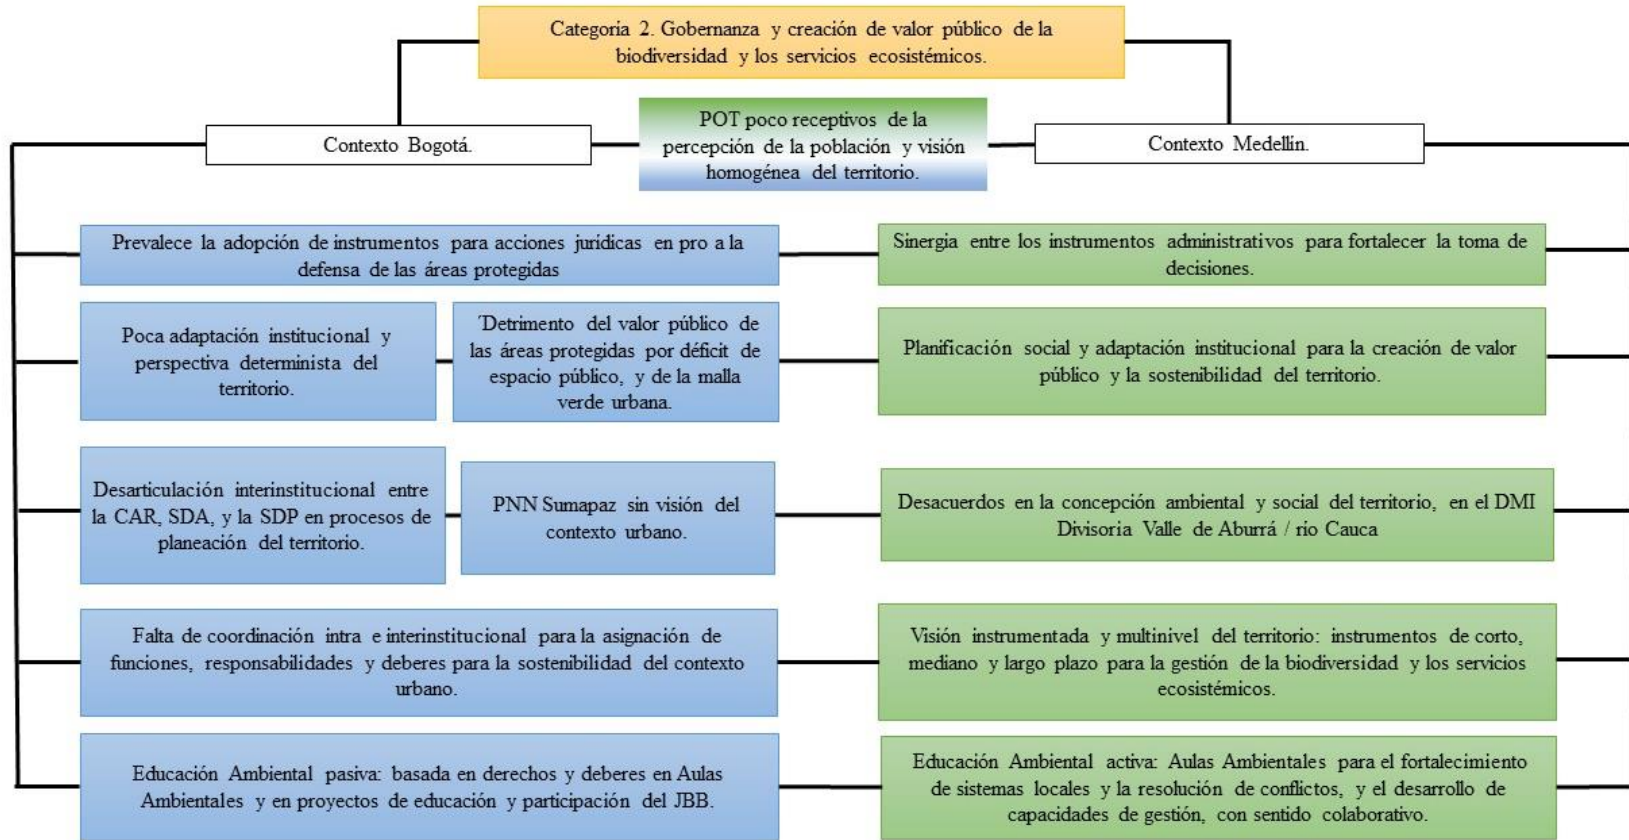 Categoría 2. Gobernanza y creación de valor público de la
biodiversidad y los servicios ecosistémicos.
Contexto Bogotá.
POT poco receptivos de la
percepción de la población y visión
homogénea del territorio.
Contexto Medellín.
Prevalece la adopción de instrumentos para acciones jurídicas en pro a la
defensa de las áreas protegidas
Sinergia entre los instrumentos administrativos para fortalecer la toma de
decisiones.
Poca adaptación institucional y
perspectiva determinista del
territorio.
Detrimento del valor público de
las áreas protegidas por déficit de
espacio público, y de la malla
verde urbana.
Planificación social y adaptación institucional para la creación de valor
público y la sostenibilidad del territorio.
Desarticulación interinstitucional entre
la CAR, SDA, y la SDP en procesos de
planeación del territorio.
PNN Sumapaz sin visión del
contexto urbano.
Desacuerdos en la concepción ambiental y social del territorio, en el DMI
Divisoria Valle de Aburrá / río Cauca
Falta de coordinación intra e interinstitucional para la asignación de
funciones, responsabilidades y deberes para la sostenibilidad del contexto
urbano.
Visión instrumentada y multinivel del territorio: instrumentos de corto,
mediano y largo plazo para la gestión de la biodiversidad y los servicios
ecosistémicos.
Educación Ambiental pasiva: basada en derechos y deberes en Aulas
Ambientales y en proyectos de educación y participación del JBB.
Educación Ambiental activa: Aulas Ambientales para el fortalecimiento
de sistemas locales y la resolución de conflictos, y el desarrollo de
capacidades de gestión, con sentido colaborativo.